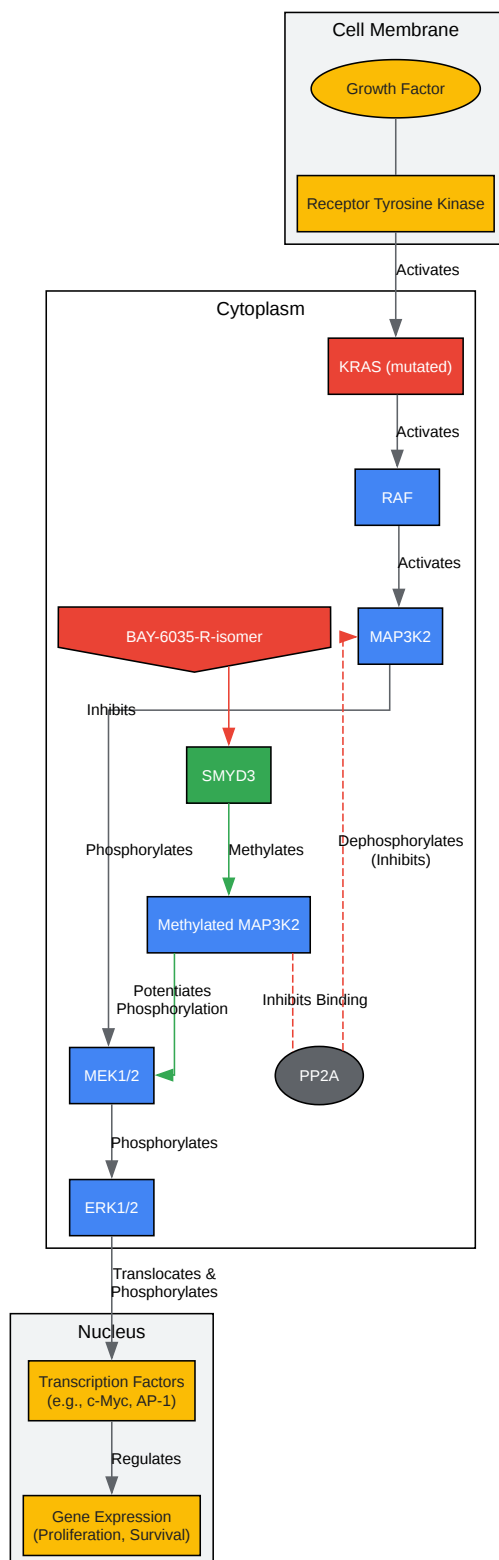 Cell Membrane
Growth Factor
Receptor Tyrosine Kinase
Activates
Cytoplasm
KRAS (mutated)
Activates
RAF
Activates
BAY-6035-R-isomer
MAP3K2
Inhibits
SMYD3
Phosphorylates
Methylates
Dephosphorylates
(Inhibits)
Methylated MAP3K2
Potentiates
Phosphorylation
Inhibits Binding
MEK1/2
PP2A
Phosphorylates
ERK1/2
Translocates &
Phosphorylates
Nucleus
Transcription Factors
(e.g., c-Myc, AP-1)
Regulates
Gene Expression
(Proliferation, Survival)